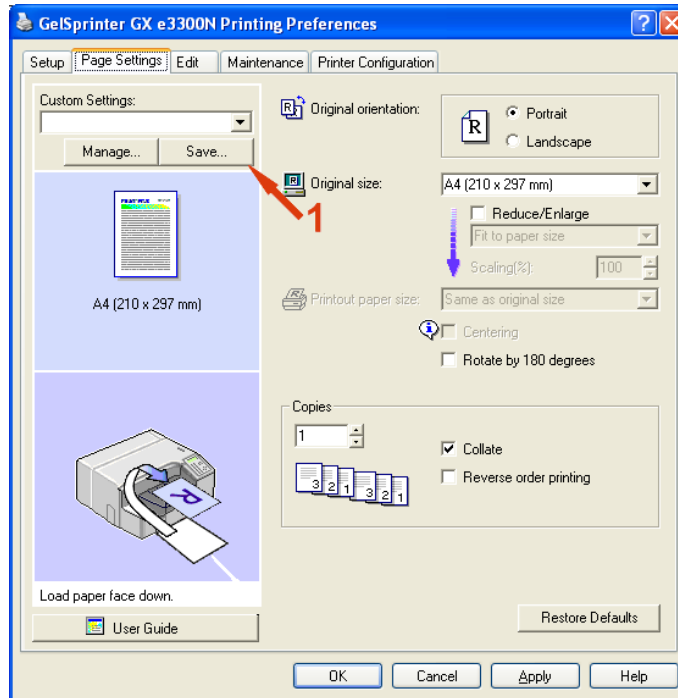 GelSprinter GX e3300N Printing Preferences
Setup Page Settings Edit Maintenance Printer Configuration
Custom Settings:
Manage... Save...
1
A4 (210 x 297 mm)
Load paper face down.
User Guide
Original orientation:
R
Portrait
Landscape
Original size:
A4 (210 x 297 mm)
Reduce/Enlarge
Fit to paper size
Scaling(%): 100
Printout paper size: Same as original size
Centering
Rotate by 180 degrees
Copies
1
3 2 1 3 2 1
Collate
Reverse order printing
Restore Defaults
OK Cancel Apply Help